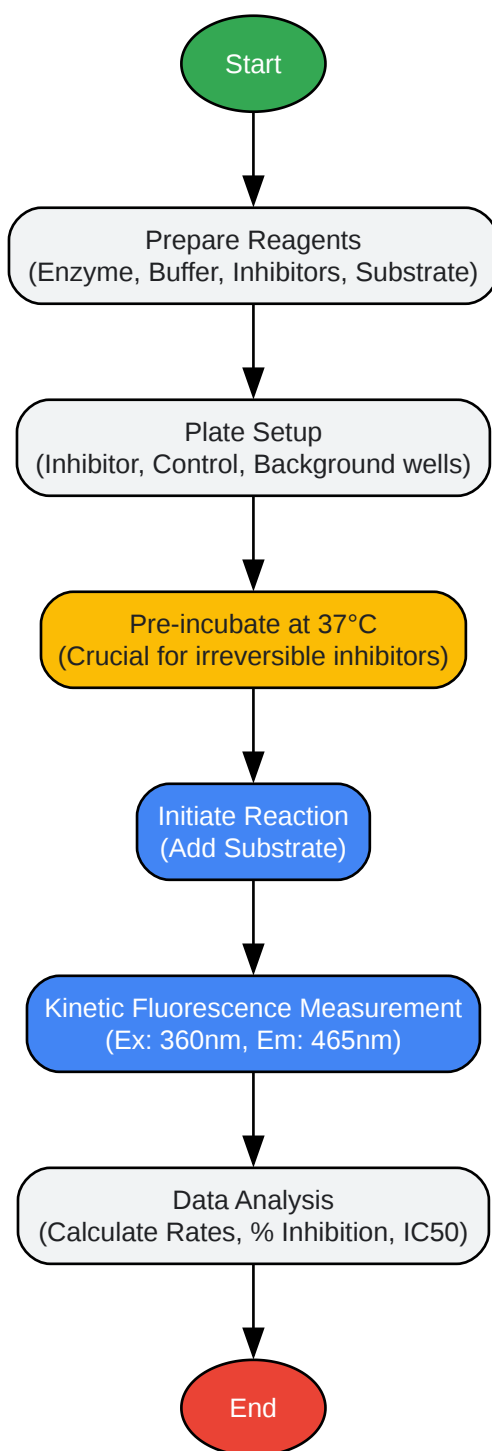 Start
Prepare Reagents
(Enzyme, Buffer, Inhibitors, Substrate)
Plate Setup
(Inhibitor, Control, Background wells)
Pre-incubate at 37°C
(Crucial for irreversible inhibitors)
Initiate Reaction
(Add Substrate)
Kinetic Fluorescence Measurement
(Ex: 360nm, Em: 465nm)
Data Analysis
(Calculate Rates, % Inhibition, IC50)
End